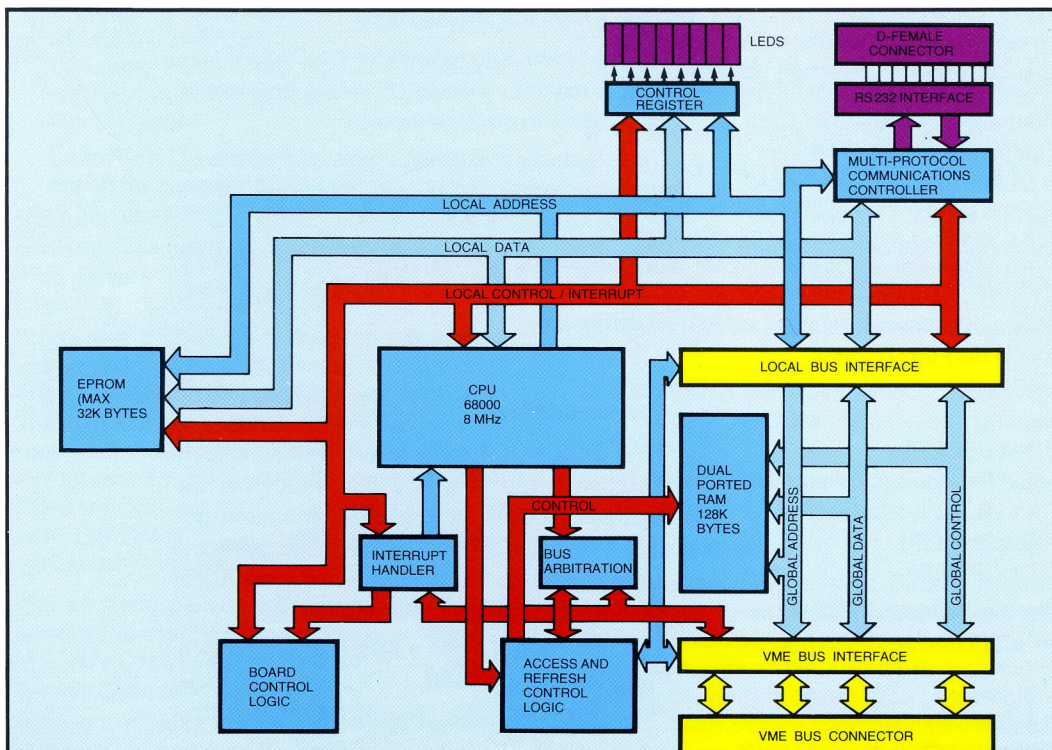 LEDS
D-FEMALE
CONNECTOR
CONTROL
REGISTER
RS 232 INTERFACE
MULTI-PROTOCOL
COMMUNICATIONS
CONTROLLER
LOCAL ADDRESS
LOCAL DATA
LOCAL CONTROL / INTERRUPT
EPROM
(MAX
32K BYTES
CPU
68000
8 MHz
LOCAL BUS INTERFACE
DUAL
PORTED
RAM
128K
BYTES
CONTROL
GLOBAL ADDRESS
GLOBAL DATA
GLOBAL CONTROL
INTERRUPT
HANDLER
BUS
ARBITRATION
BOARD
CONTROL
LOGIC
ACCESS AND
REFRESH
CONTROL
LOGIC
VME BUS INTERFACE
VME BUS CONNECTOR